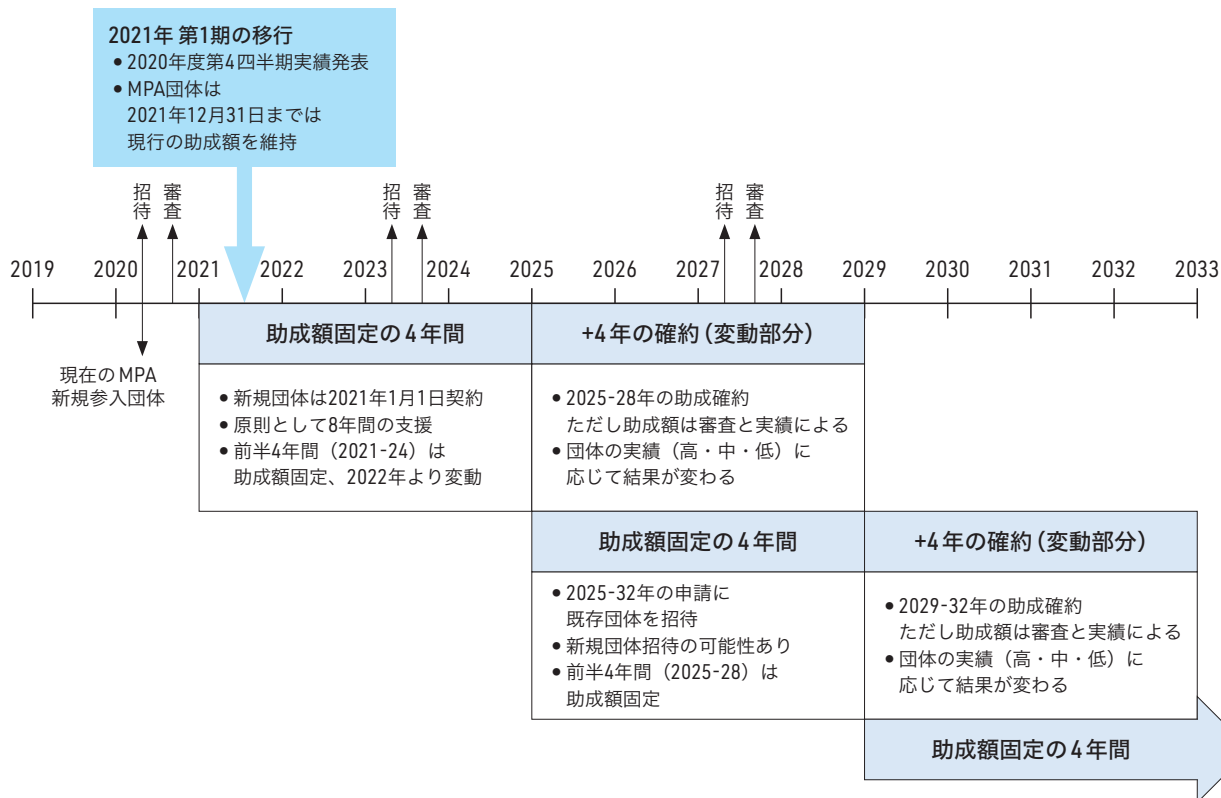 2021年 第1期の移行
• 2020年度第4四半期実績発表
• MPA団体は
2021年12月31日までは
現行の助成額を維持
招待
審査
招待
審査
招待
審査
2019
2020
2021
2022
2023
2024
2025
2026
2027
2028
2029
2030
2031
2032
2033
現在のMPA
新規参入団体
助成額固定の4年間
+4年の確約(変動部分)
• 新規団体は2021年1月1日契約
• 原則として8年間の支援
• 前半4年間(2021-24)は
助成額固定、2022年より変動
• 2025-28年の助成確約
ただし助成額は審査と実績による
• 団体の実績(高・中・低)に
応じて結果が変わる
助成額固定の4年間
+4年の確約(変動部分)
• 2025-32年の申請に
既存団体を招待
• 新規団体招待の可能性あり
• 前半4年間(2025-28)は
助成額固定
• 2029-32年の助成確約
ただし助成額は審査と実績による
• 団体の実績(高・中・低)に
応じて結果が変わる
助成額固定の4年間